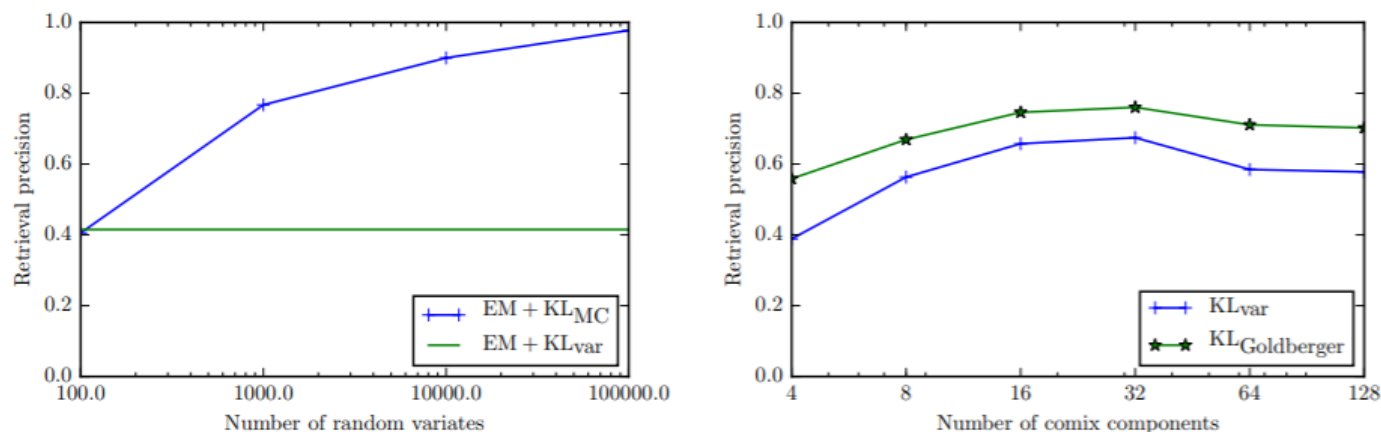 1.0
0.8
0.6
0.4
0.2
0.0
Retrieval precision
100.0 1000.0 10000.0 100000.0
Number of random variates
EM + KLMC
EM + KLvar
1.0
0.8
0.6
0.4
0.2
0.0
Retrieval precision
4 8 16 32 64 128
Number of comix components
KLvar
KLGoldberger